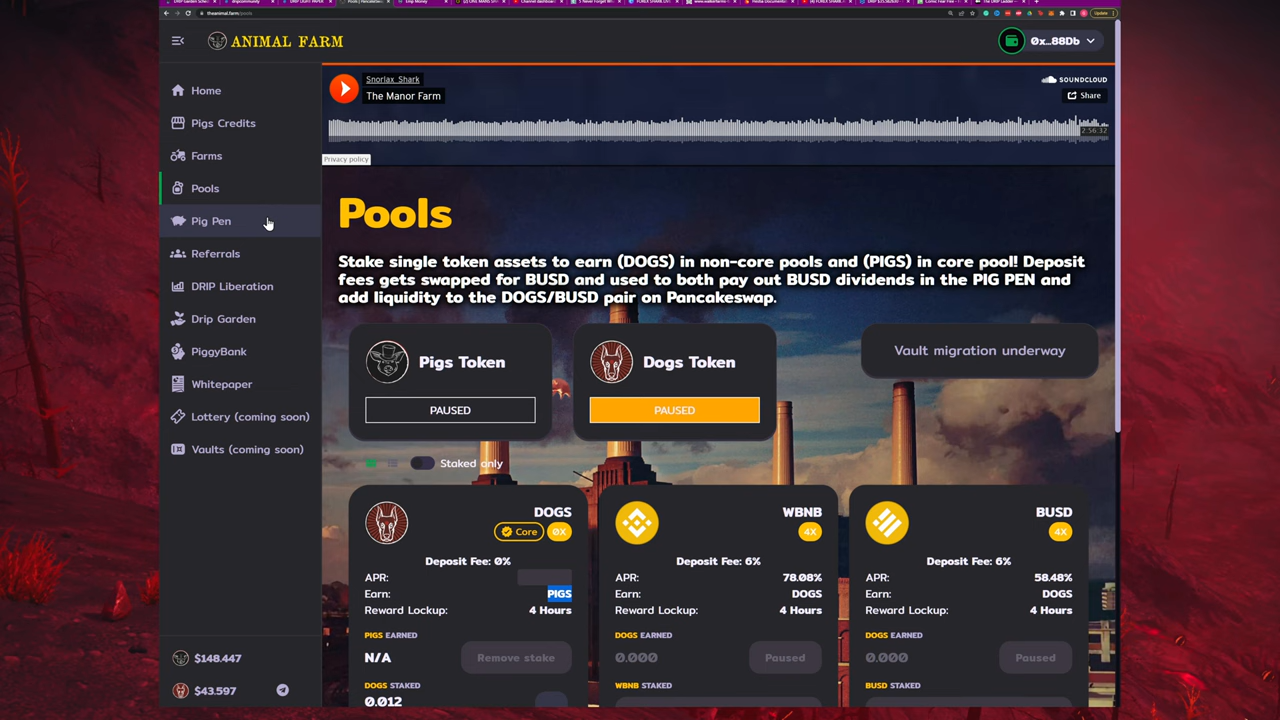 theanimal.farm/pools
Update
ANIMAL FARM
0x..88Db
Home
Pigs Credits
Farms
Pools
Pig Pen
Referrals
DRIP Liberation
Drip Garden
PiggyBank
Whitepaper
Lottery (coming soon)
Vaults (coming soon)
$148.447
$43.597
Snorlax_Shark
The Manor Farm
SOUNDCLOUD
Share
2:56:32
Privacy policy
Pools
Stake single token assets to earn (DOGS) in non-core pools and (PIGS) in core pool! Deposit
fees gets swapped for BUSD and used to both pay out BUSD dividends in the PIG PEN and
add liquidity to the DOGS/BUSD pair on Pancakeswap.
Pigs Token
PAUSED
Dogs Token
PAUSED
Vault migration underway
Staked only
DOGS
Core
0X
Deposit Fee: 0%
APR:
Earn: PIGS
Reward Lockup: 4 Hours
PIGS EARNED
N/A
Remove stake
DOGS STAKED
0.012
WBNB
4X
Deposit Fee: 6%
APR: 78.08%
Earn: DOGS
Reward Lockup: 4 Hours
DOGS EARNED
0.000
Paused
WBNB STAKED
BUSD
4X
Deposit Fee: 6%
APR: 58.48%
Earn: DOGS
Reward Lockup: 4 Hours
DOGS EARNED
0.000
Paused
BUSD STAKED